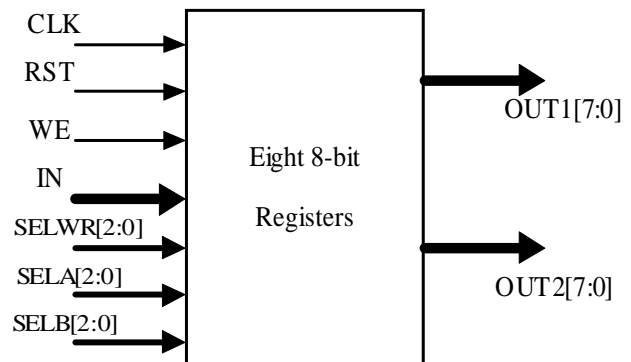 CLK
RST
WE
IN
SELWR[2:0]
SELA[2:0]
SELB[2:0]
Eight 8-bit
Registers
OUT1[7:0]
OUT2[7:0]